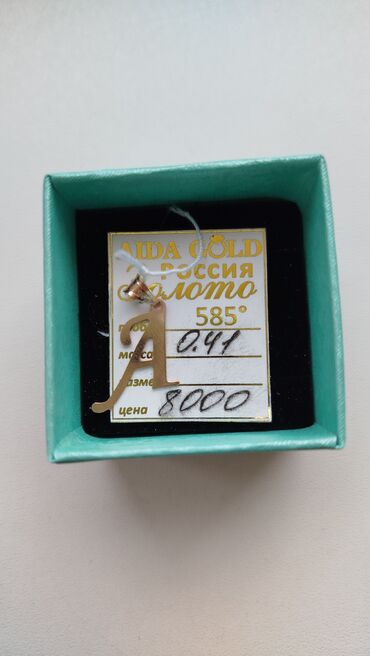 AIDA GOLD
РОССИЯ
Золото
585°
0.41
цена 8000
A